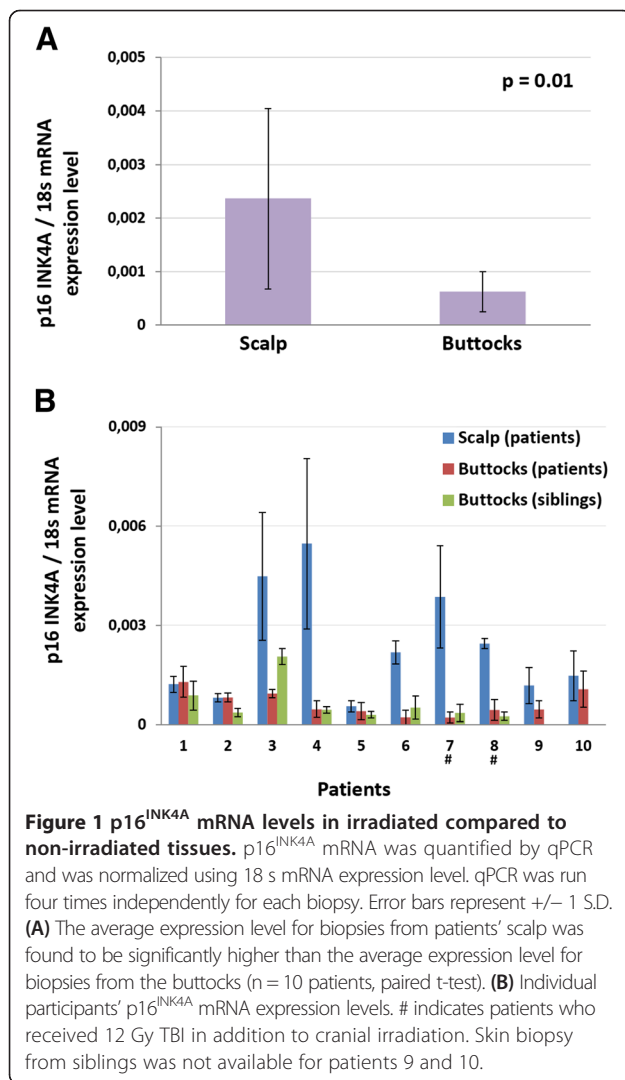 A
p16 INK4A / 18s mRNA
expression level
0,005
0,004
0,003
0,002
0,001
0
p = 0.01
Scalp
Buttocks
B
p16 INK4A / 18s mRNA
expression level
0,009
0,006
0,003
0
Scalp (patients)
Buttocks (patients)
Buttocks (siblings)
1 2 3 4 5 6 7 8 9 10
# #
Patients
Figure 1 p16INK4A mRNA levels in irradiated compared to
non-irradiated tissues. p16INK4A mRNA was quantified by qPCR
and was normalized using 18 s mRNA expression level. qPCR was run
four times independently for each biopsy. Error bars represent +/− 1 S.D.
(A) The average expression level for biopsies from patients' scalp was
found to be significantly higher than the average expression level for
biopsies from the buttocks (n = 10 patients, paired t-test). (B) Individual
participants' p16INK4A mRNA expression levels. # indicates patients who
received 12 Gy TBI in addition to cranial irradiation. Skin biopsy
from siblings was not available for patients 9 and 10.